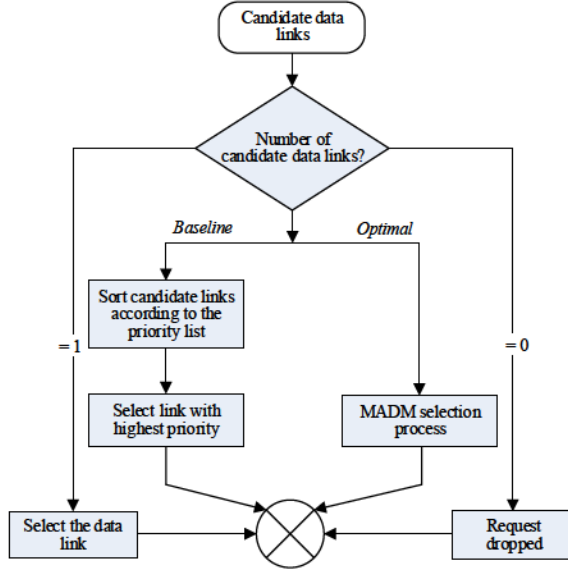 Candidate data
links
Number of
candidate data links?
Baseline
Optimal
Sort candidate links
according to the
priority list
= 1
= 0
Select link with
highest priority
MADM selection
process
Select the data
link
Request
dropped